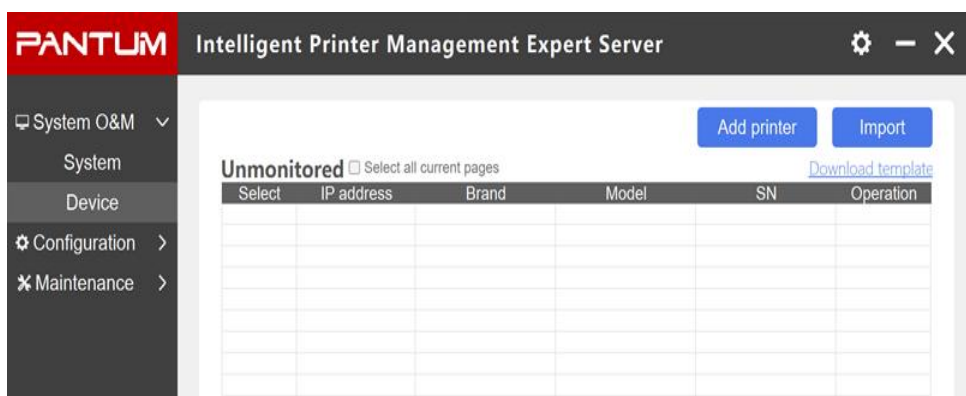 PANTUM Intelligent Printer Management Expert Server
System O&M
System
Device
Configuration
Maintenance
Add printer Import
Unmonitored Select all current pages Download template
Select IP address Brand Model SN Operation